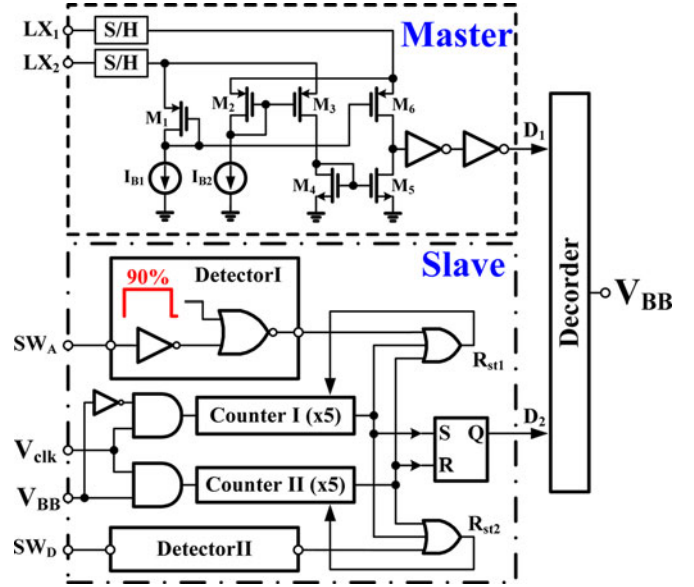 LX1 S/H Master
LX2 S/H
M1 M2 M3 M6
D1
IB1 IB2 M4 M5
Slave
90% DetectorI
SWA
Rst1
Counter I (x5)
Vclk
S Q D2
R
Counter II (x5)
VBB
Rst2
SWD DetectorII
Decorder
VBB